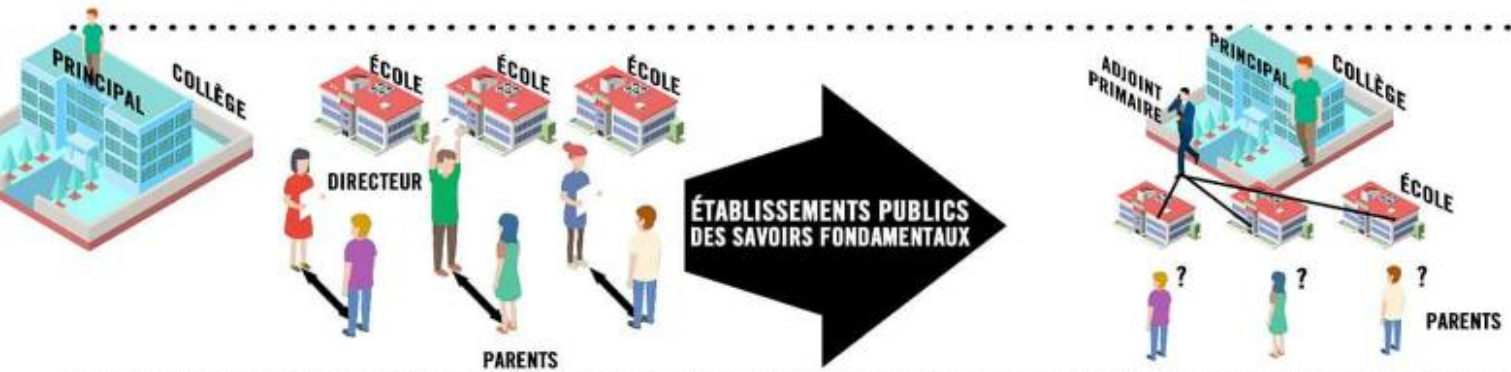 PRINCIPAL
COLLÈGE
ÉCOLE
ÉCOLE
ÉCOLE
DIRECTEUR
PARENTS
ÉTABLISSEMENTS PUBLICS
DES SAVOIRS FONDAMENTAUX
ADJOINT
PRIMAIRE
PRINCIPAL
COLLÈGE
ÉCOLE
?
?
?
PARENTS